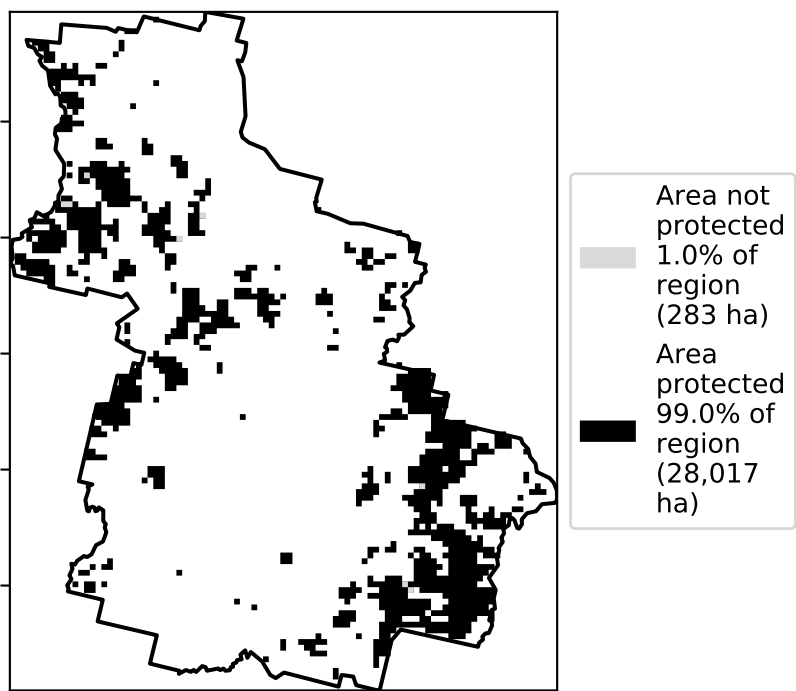 Area not
protected
1.0% of
region
(283 ha)
Area
protected
99.0% of
region
(28,017
ha)